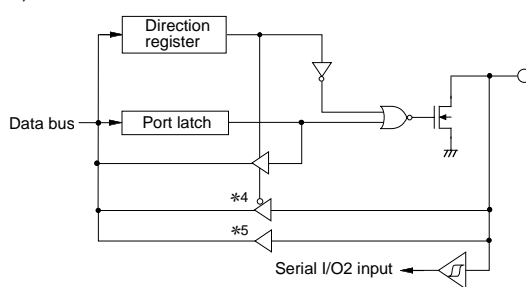 Direction
register
Data bus
Port latch
*4
*5
Serial I/O2 input